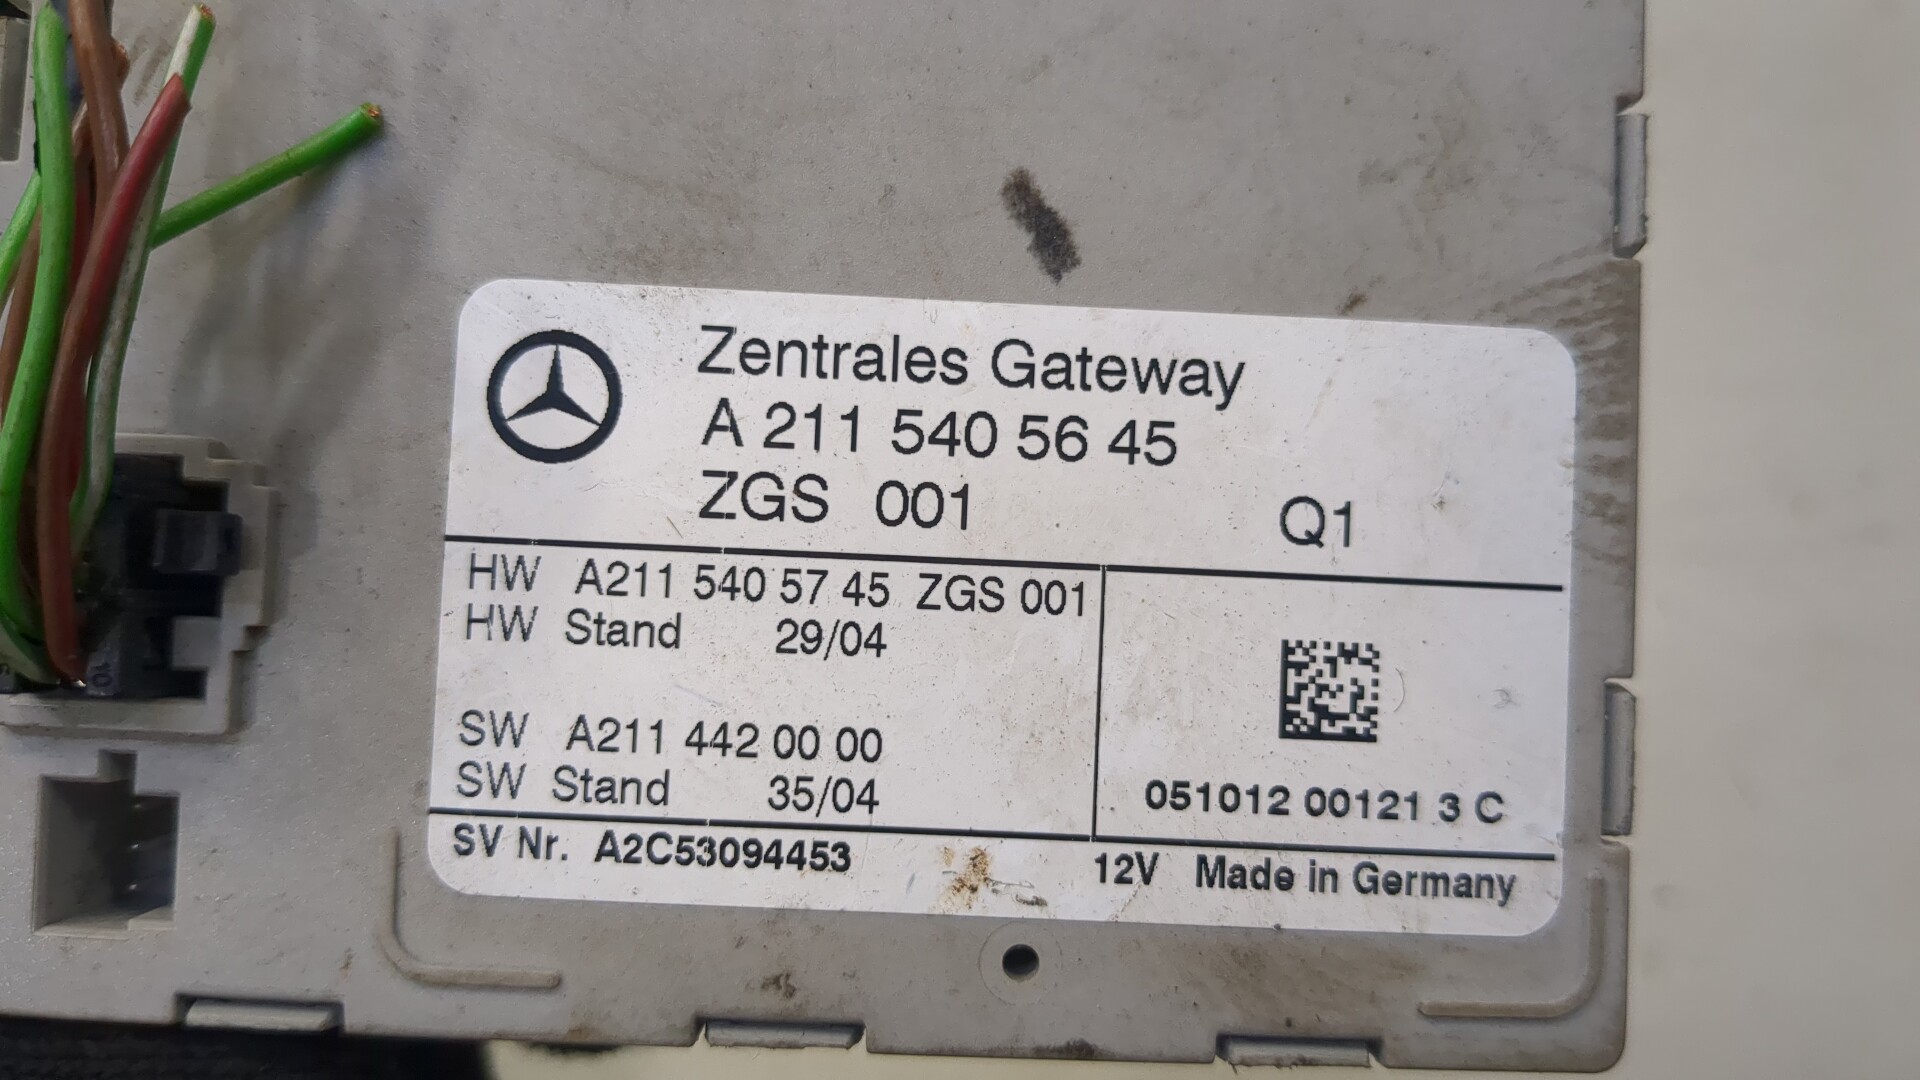 Zentrales Gateway
A 211 540 56 45
ZGS 001 Q1
HW A211 540 57 45 ZGS 001
HW Stand 29/04
SW A211 442 00 00
SW Stand 35/04
051012 00121 3 C
SV Nr. A2C53094453
12V Made in Germany